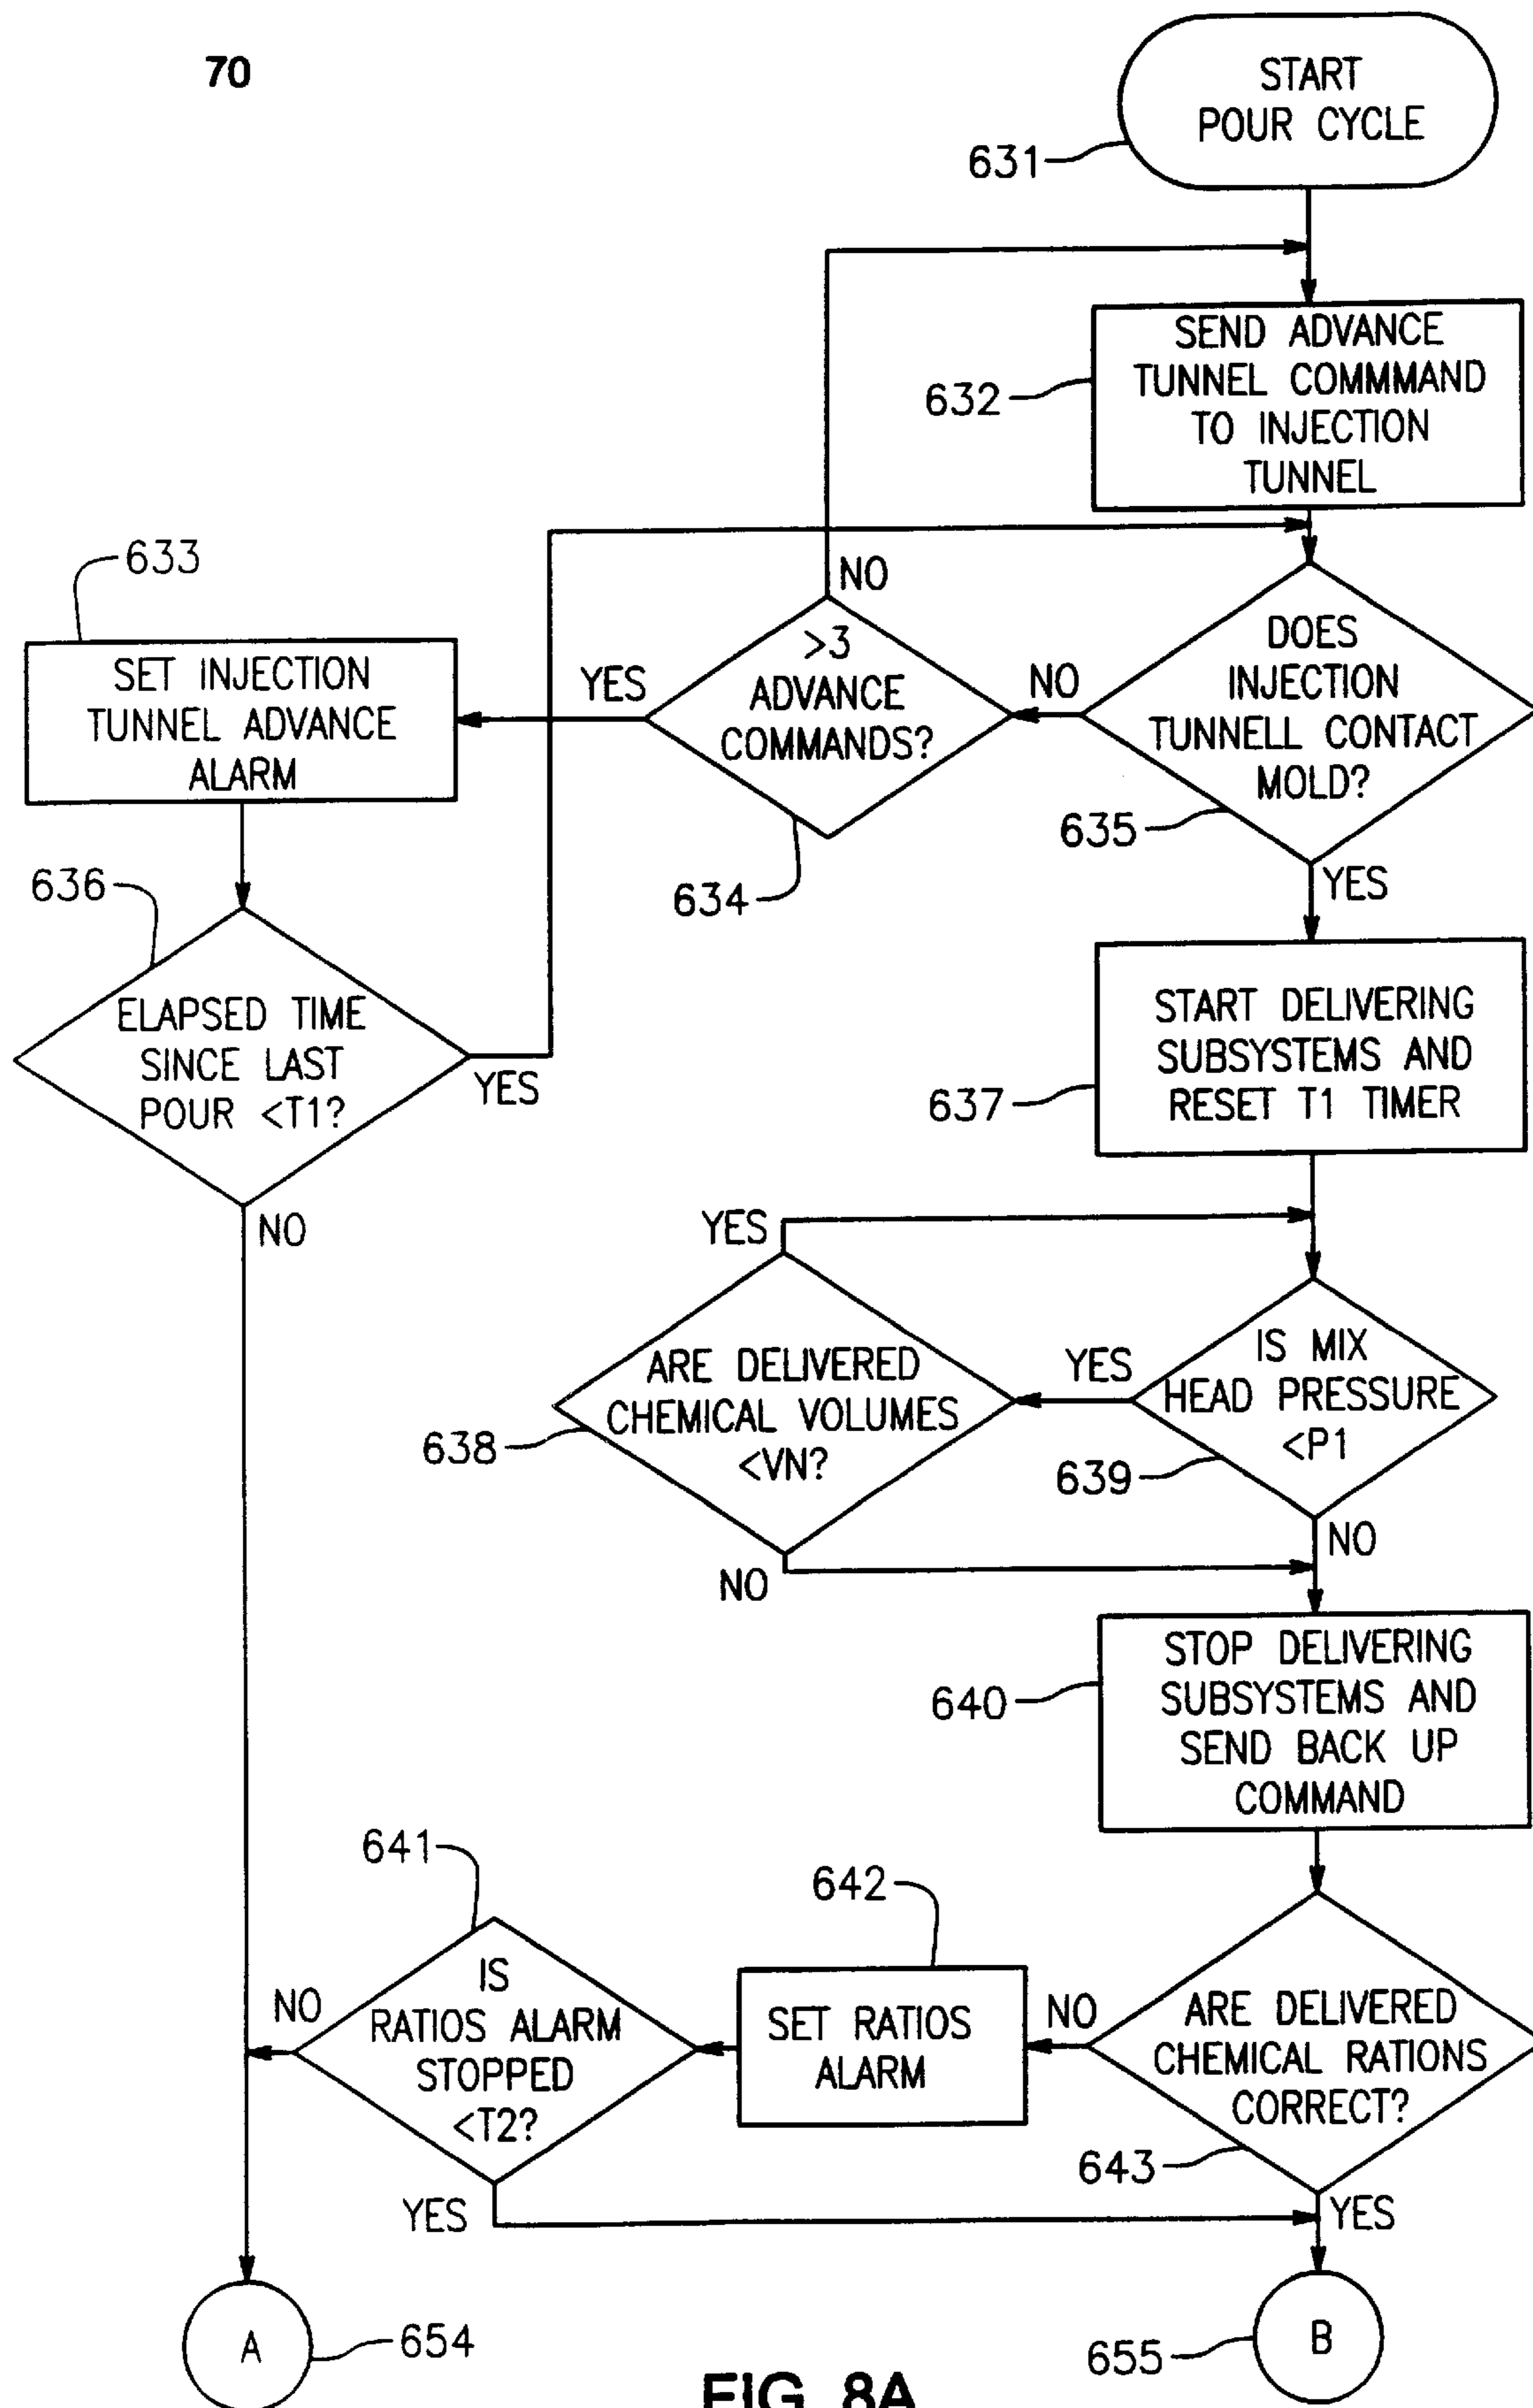 70
START
POUR CYCLE
631
SEND ADVANCE
TUNNEL COMMMAND
TO INJECTION
TUNNEL
632
633
SET INJECTION
TUNNEL ADVANCE
ALARM
YES
NO
>3
ADVANCE
COMMANDS?
634
NO
DOES
INJECTION
TUNNELL CONTACT
MOLD?
635
YES
636
ELAPSED TIME
SINCE LAST
POUR <T1?
YES
NO
START DELIVERING
SUBSYSTEMS AND
RESET T1 TIMER
637
YES
ARE DELIVERED
CHEMICAL VOLUMES
<VN?
638
NO
YES
IS MIX
HEAD PRESSURE
<P1
639
NO
STOP DELIVERING
SUBSYSTEMS AND
SEND BACK UP
COMMAND
640
641
NO
IS
RATIOS ALARM
STOPPED
<T2?
YES
642
SET RATIOS
ALARM
NO
ARE DELIVERED
CHEMICAL RATIONS
CORRECT?
643
YES
A
654
B
655
FIG. 8A